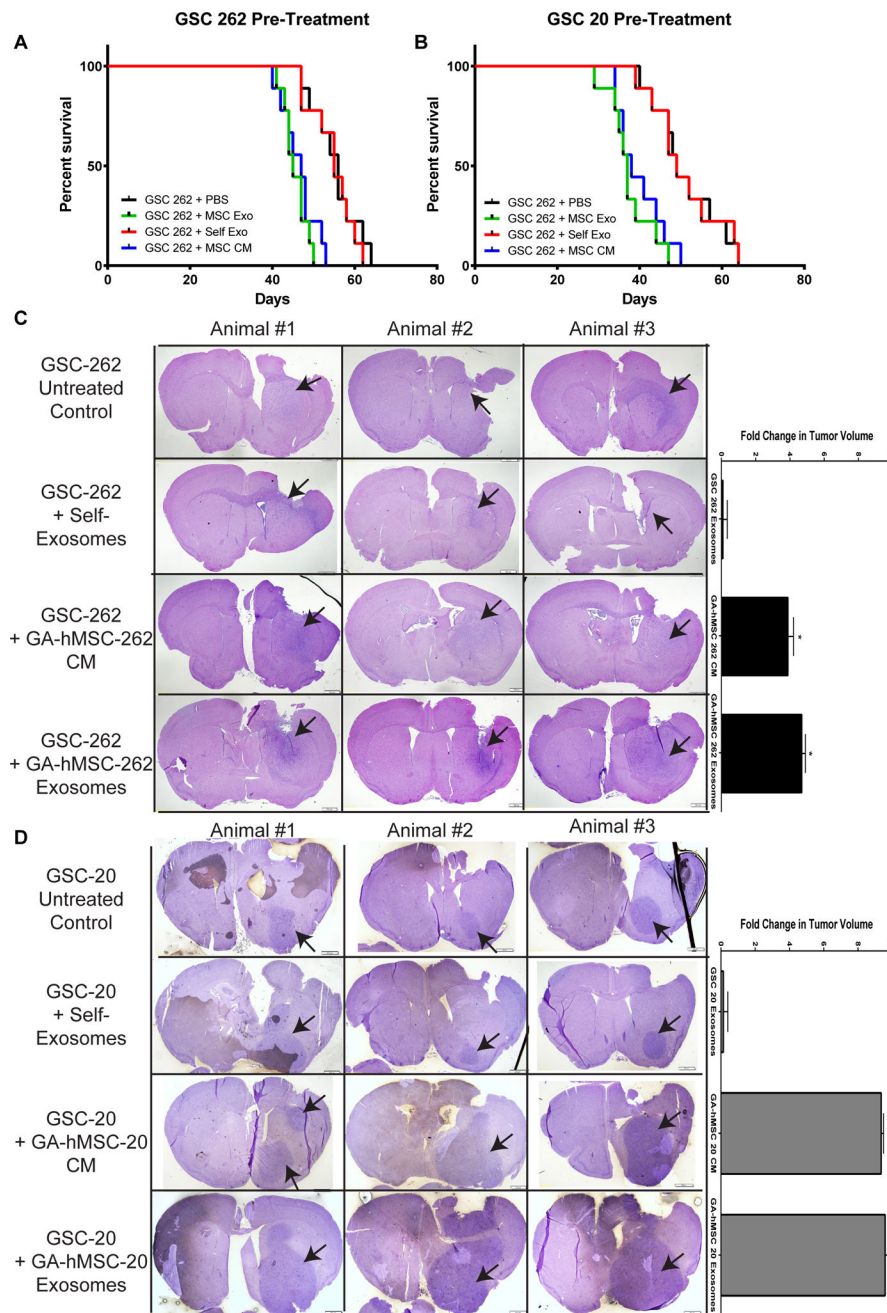 GSC 262 Pre-Treatment
GSC 20 Pre-Treatment
A
B
Percent survival
100
50
0
GSC 262 + PBS
GSC 262 + MSC Exo
GSC 262 + Self Exo
GSC 262 + MSC CM
0
20
40
60
80
Days
Percent survival
100
50
0
GSC 262 + PBS
GSC 262 + MSC Exo
GSC 262 + Self Exo
GSC 262 + MSC CM
0
20
40
60
80
Days
C
Animal #1
Animal #2
Animal #3
GSC-262
Untreated
Control
GSC-262
+ Self-
Exosomes
GSC-262
+ GA-hMSC-262
CM
GSC-262
+ GA-hMSC-262
Exosomes
Fold Change in Tumor Volume
0
2
4
6
8
GSC 262 Exosomes
GA-hMSC 262 CM
*
GA-hMSC 262 Exosomes
*
D
Animal #1
Animal #2
Animal #3
GSC-20
Untreated
Control
GSC-20
+ Self-
Exosomes
GSC-20
+ GA-hMSC-20
CM
GSC-20
+ GA-hMSC-20
Exosomes
Fold Change in Tumor Volume
0
2
4
6
8
GSC 20 Exosomes
GA-hMSC 20 CM
GA-hMSC 20 Exosomes